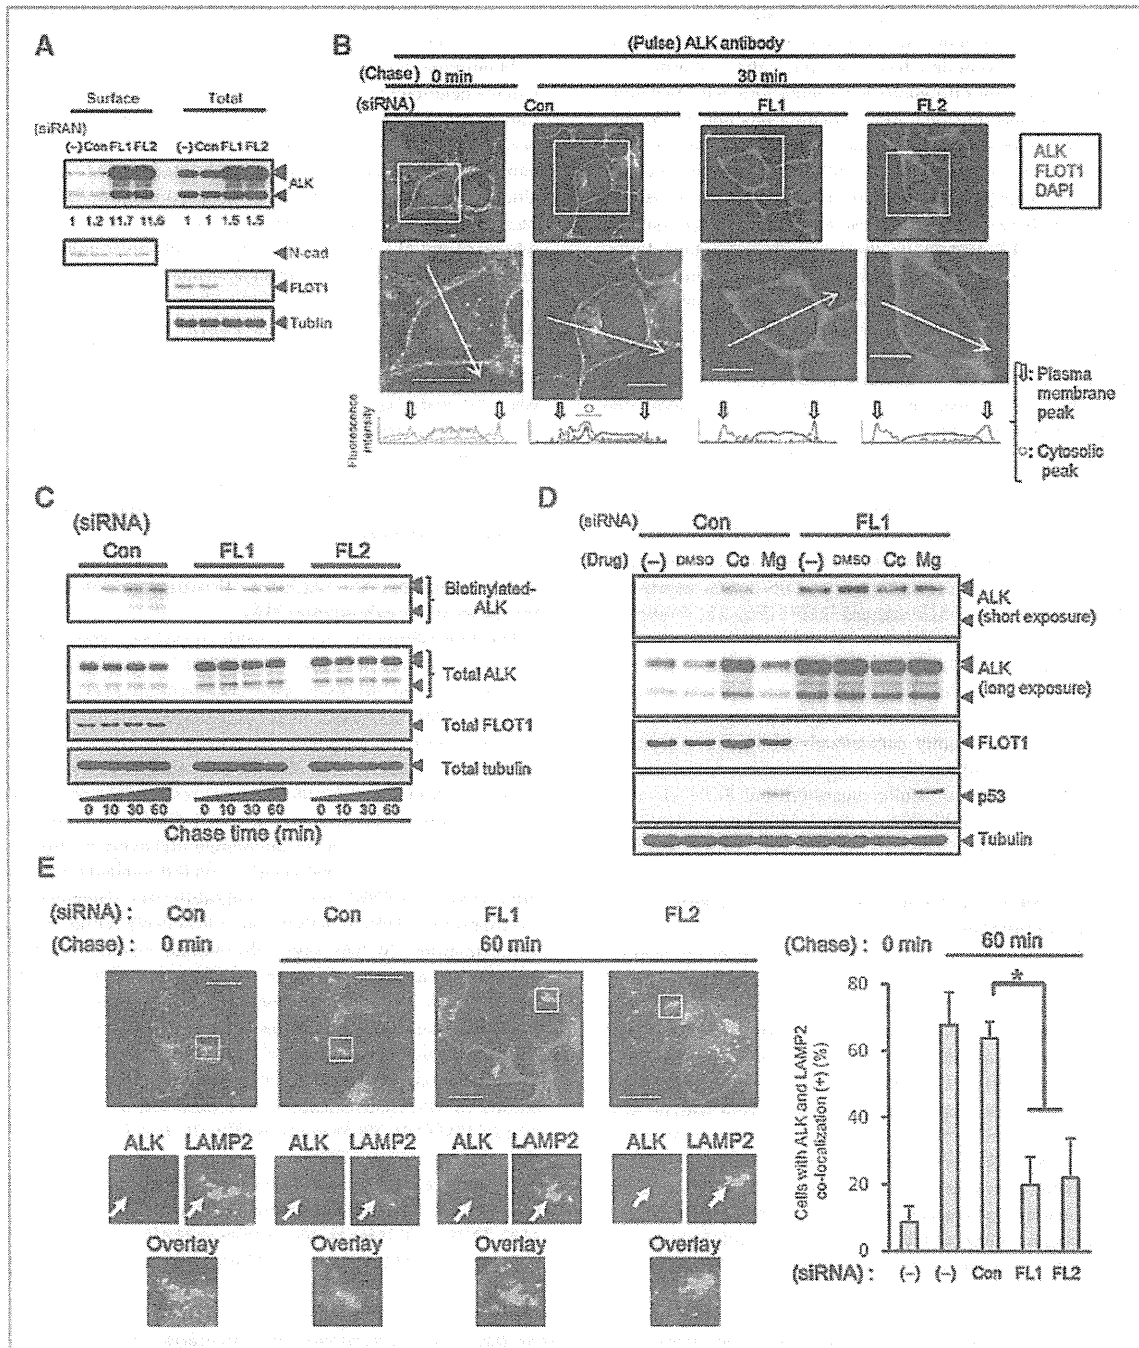 A
Surface Total
(siRAN)
(-) Con FL1 FL2 (-) Con FL1 FL2
ALK
1 1.2 11.7 11.6 1 1 1.5 1.5
N-cad
FLOT1
Tublin
B
(Pulse) ALK antibody
(Chase) 0 min 30 min
(siRNA) Con FL1 FL2
ALK
FLOT1
DAPI
Fluorescence
intensity
: Plasma
membrane
peak
: Cytosolic
peak
C
(siRNA)
Con FL1 FL2
Biotinylated-
ALK
Total ALK
Total FLOT1
Total tubulin
0 10 30 60 0 10 30 60 0 10 30 60
Chase time (min)
D
(siRNA) Con FL1
(Drug) (-) DMSO Cc Mg (-) DMSO Cc Mg
ALK
(short exposure)
ALK
(long exposure)
FLOT1
p53
Tubulin
E
(siRNA) : Con Con FL1 FL2
(Chase) : 0 min 60 min
ALK LAMP2 ALK LAMP2 ALK LAMP2 ALK LAMP2
Overlay Overlay Overlay Overlay
(Chase) : 0 min 60 min
*
Cells with ALK and LAMP2
co-localization (+) (%)
80
60
40
20
0
(siRNA) : (-) (-) Con FL1 FL2